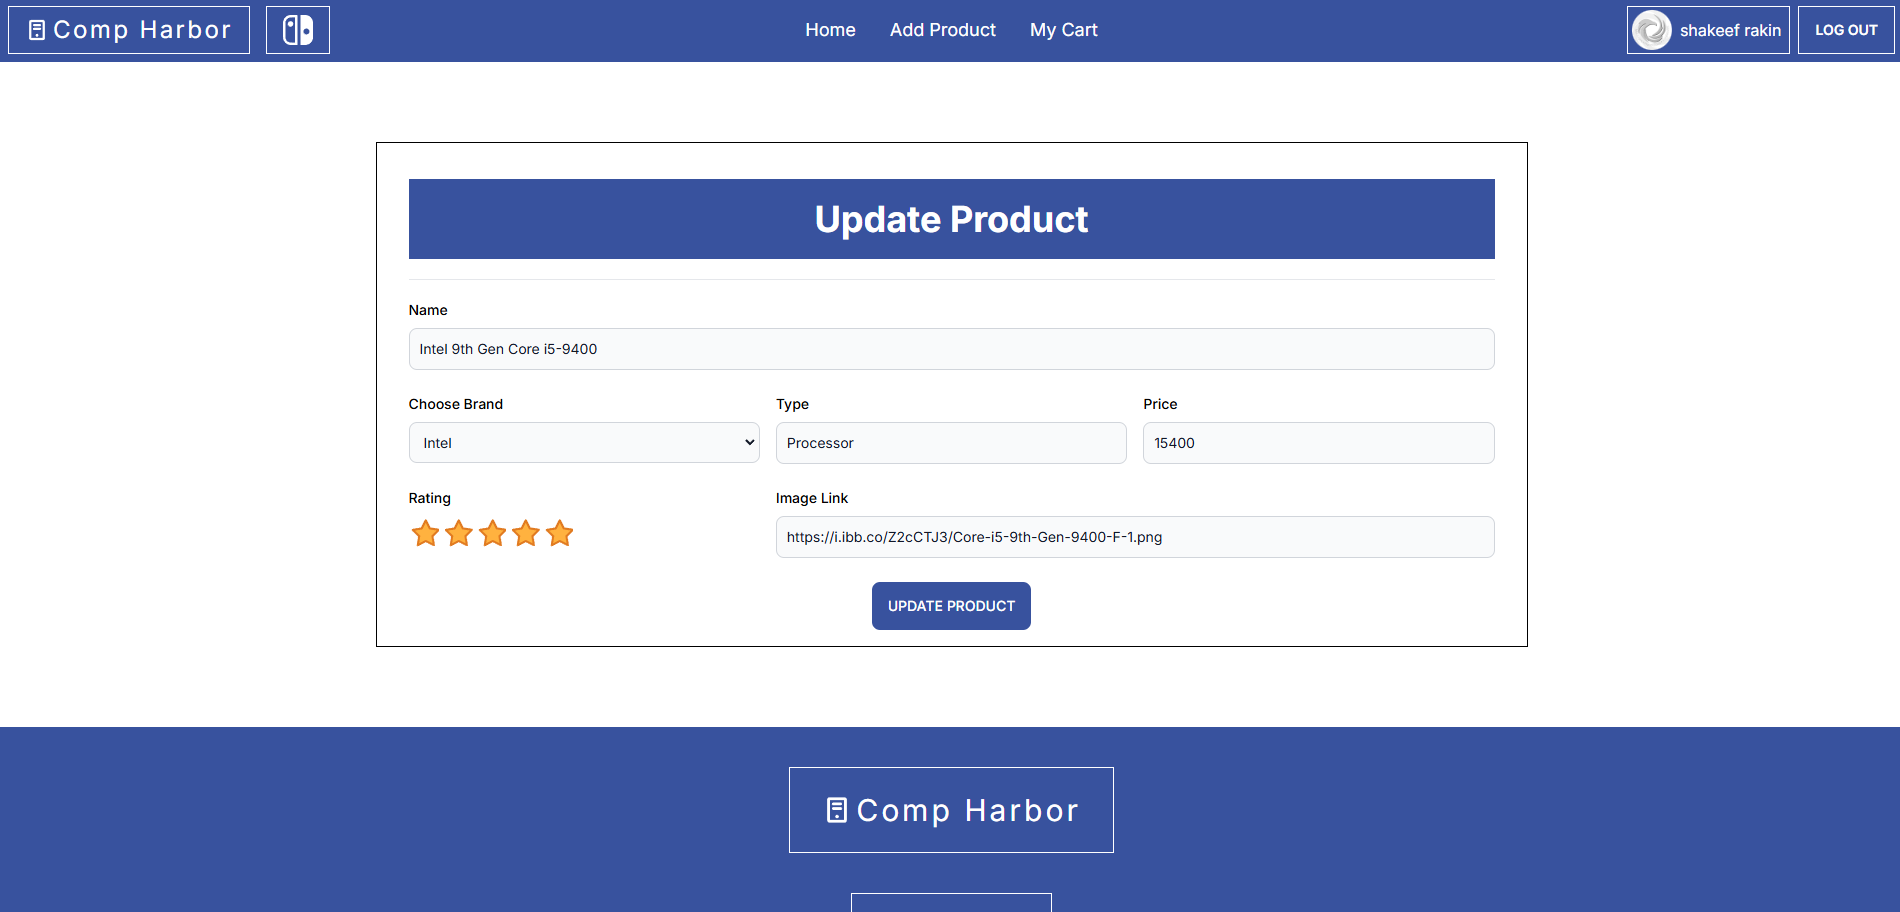 Comp Harbor
Home Add Product My Cart
shakeef rakin LOG OUT
Update Product
Name
Intel 9th Gen Core i5-9400
Choose Brand Type Price
Intel Processor 15400
Rating Image Link
https://i.ibb.co/Z2cCTJ3/Core-i5-9th-Gen-9400-F-1.png
UPDATE PRODUCT
Comp Harbor